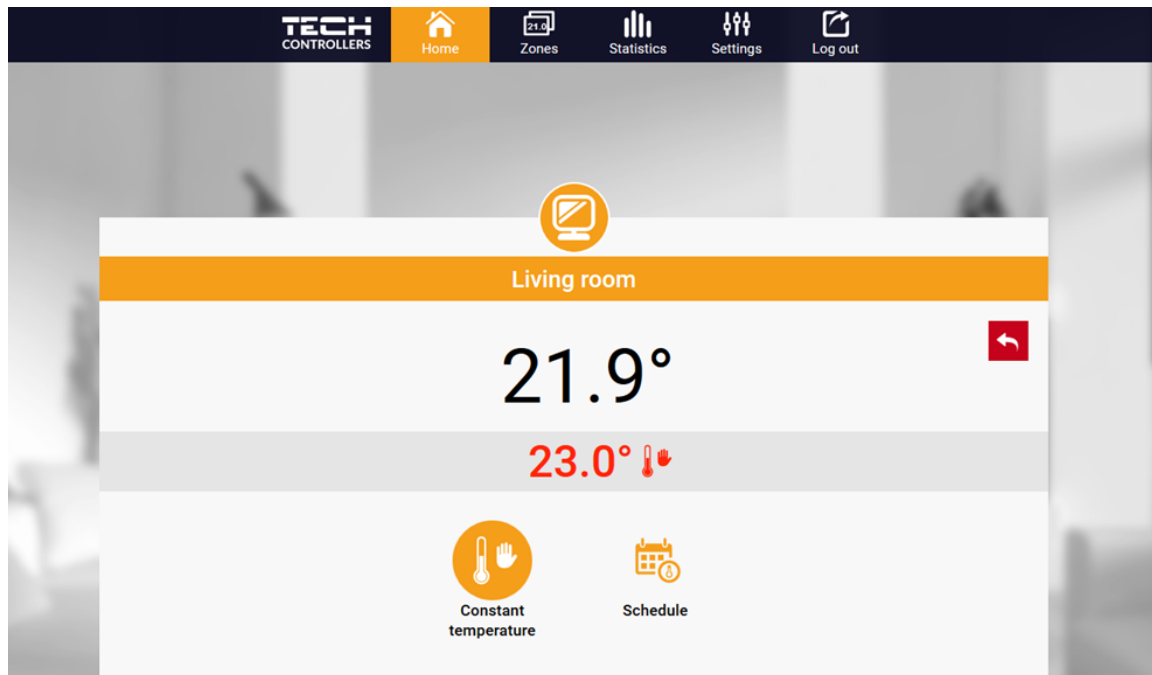 TECH
CONTROLLERS
Home
21.0
Zones
Statistics
Settings
Log out
Living room
21.9°
23.0°
Constant
temperature
Schedule